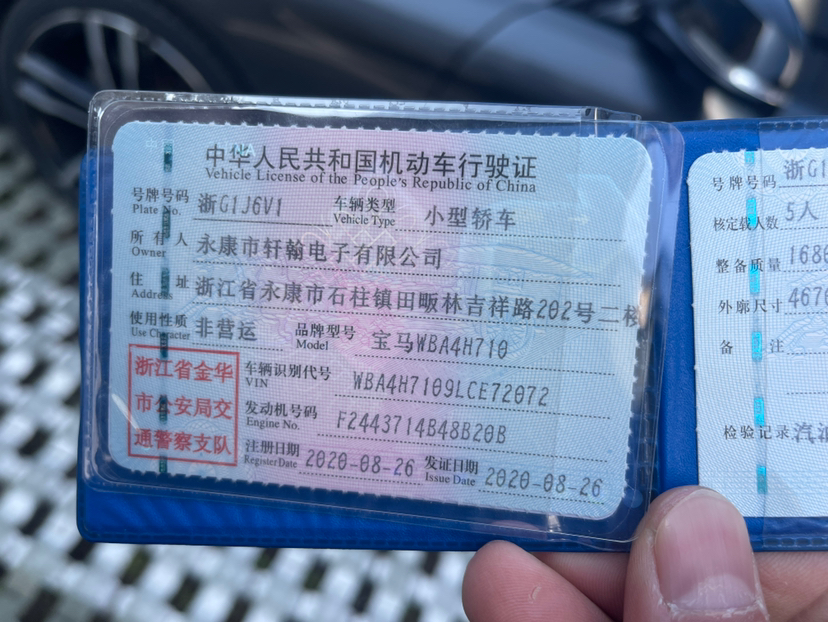 中华人民共和国机动车行驶证
Vehicle License of the People's Republic of China
号牌号码 浙G1J6V1 车辆类型 小型轿车
Plate No. Vehicle Type
所有人 永康市轩翰电子有限公司
Owner
住址 浙江省永康市石柱镇田畈林吉祥路202号二楼
Address
使用性质 非营运 品牌型号 宝马WBA4H710
Use Character Model
浙江省金华
市公安局交
通警察支队
车辆识别代号 WBA4H7109LCE72072
VIN
发动机号码 F2443714B48B20B
Engine No.
注册日期 2020-08-26 发证日期 2020-08-26
Register Date Issue Date
号牌号码 浙G1
核定载人数 5人
整备质量 168
外廓尺寸 467
备注
检验记录 汽油